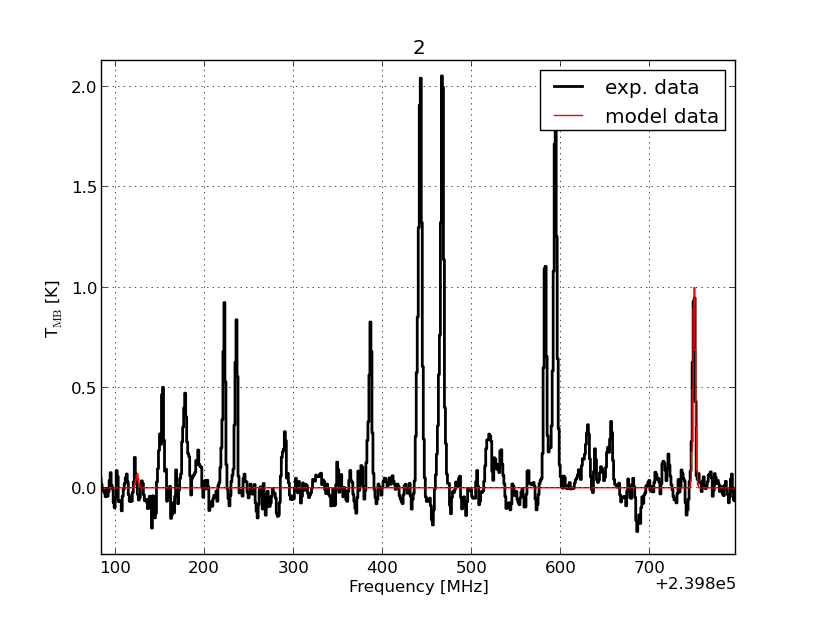 2
exp. data
model data
2.0
1.5
1.0
0.5
0.0
T_MB [K]
100 200 300 400 500 600 700
+2.398e5
Frequency [MHz]